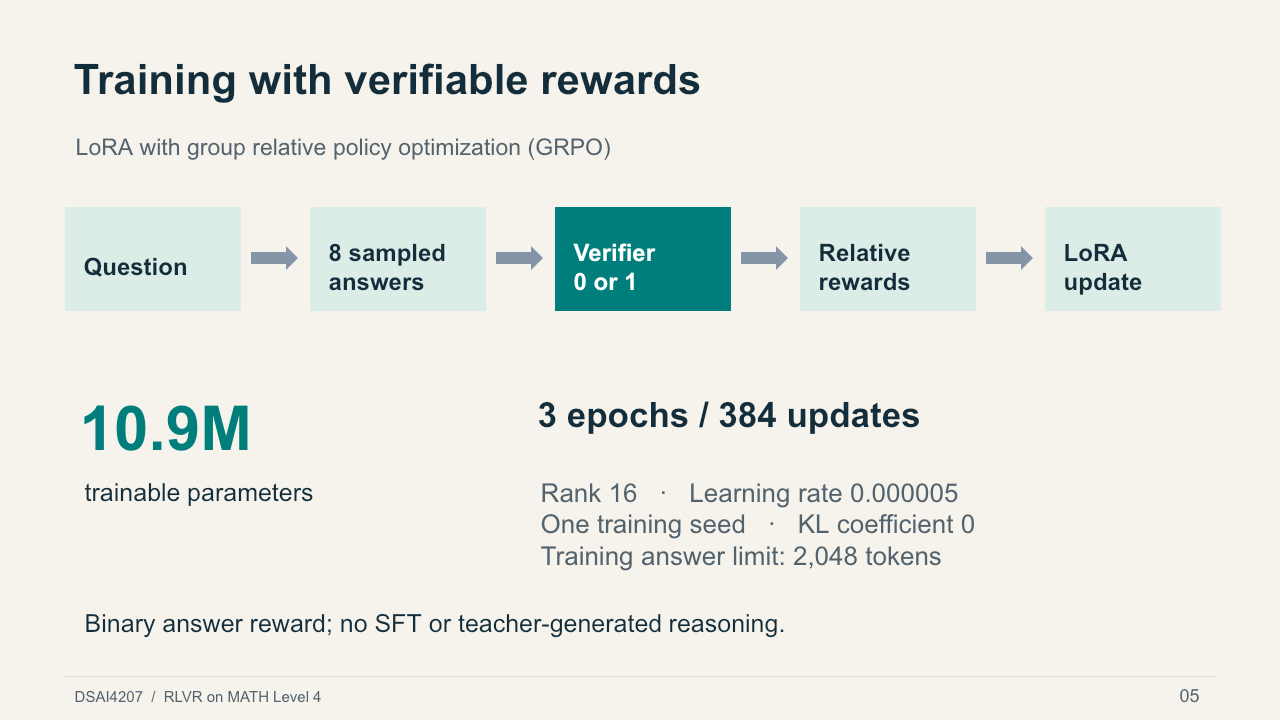 Training with verifiable rewards
LoRA with group relative policy optimization (GRPO)
Question
8 sampled
answers
Verifier
0 or 1
Relative
rewards
LoRA
update
10.9M
trainable parameters
3 epochs / 384 updates
Rank 16 · Learning rate 0.000005
One training seed · KL coefficient 0
Training answer limit: 2,048 tokens
Binary answer reward; no SFT or teacher-generated reasoning.
DSAI4207 / RLVR on MATH Level 4
05